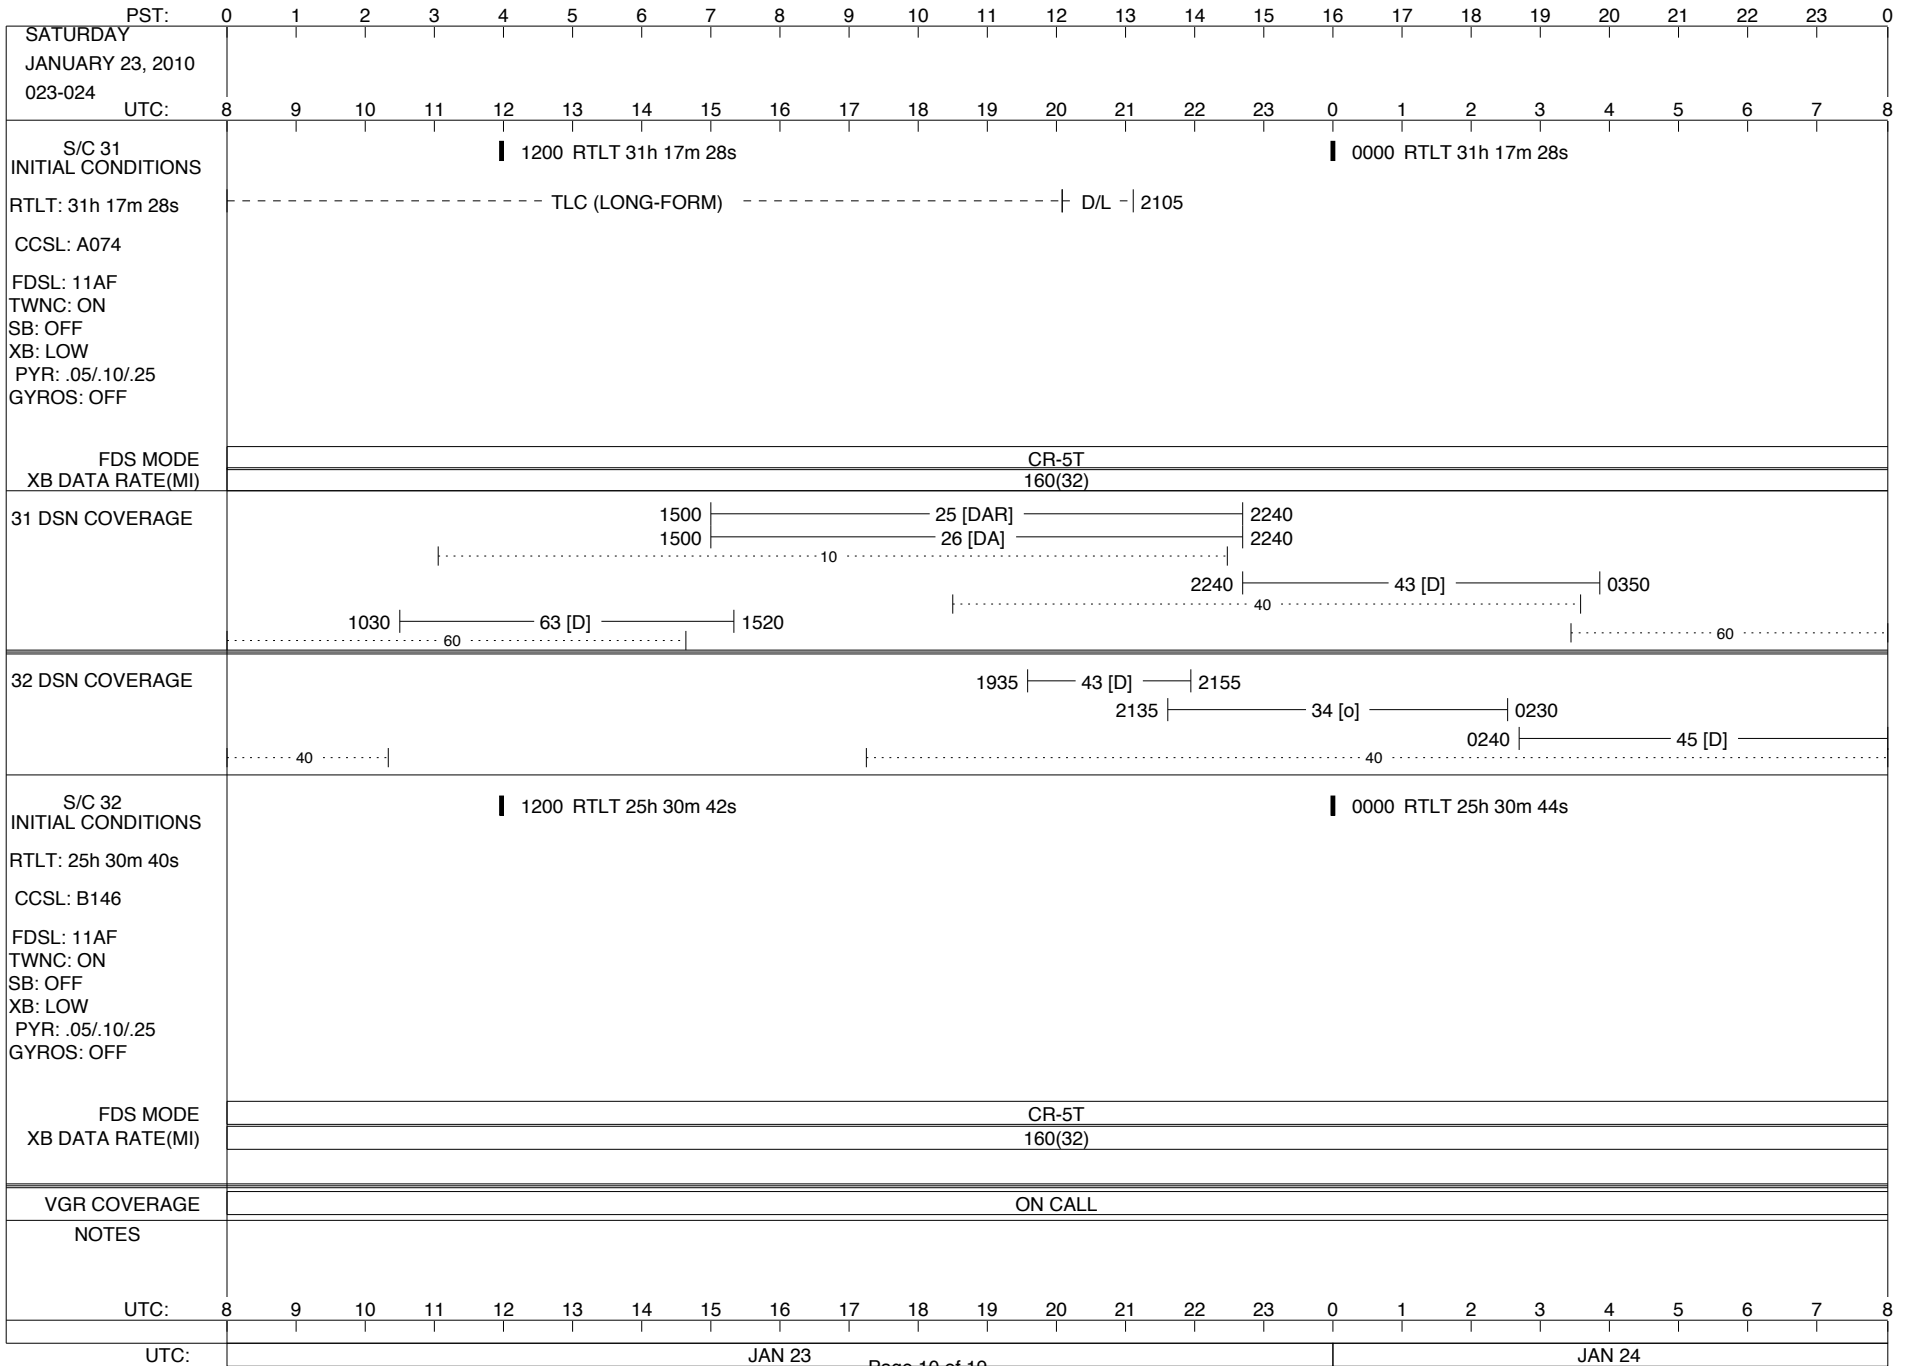 PST: 0 1 2 3 4 5 6 7 8 9 10 11 12 13 14 15 16 17 18 19 20 21 22 23 0
SATURDAY
JANUARY 23, 2010
023-024
UTC: 8 9 10 11 12 13 14 15 16 17 18 19 20 21 22 23 0 1 2 3 4 5 6 7 8
S/C 31
INITIAL CONDITIONS
1200 RTLT 31h 17m 28s
0000 RTLT 31h 17m 28s
RTLT: 31h 17m 28s
TLC (LONG-FORM)
D/L
2105
CCSL: A074
FDSL: 11AF
TWNC: ON
SB: OFF
XB: LOW
PYR: .05/.10/.25
GYROS: OFF
FDS MODE
CR-5T
XB DATA RATE(MI)
160(32)
31 DSN COVERAGE
1500 25 [DAR] 2240
1500 26 [DA] 2240
10
2240 43 [D] 0350
40
1030 63 [D] 1520
60
60
32 DSN COVERAGE
1935 43 [D] 2155
2135 34 [o] 0230
0240 45 [D]
40
40
S/C 32
INITIAL CONDITIONS
1200 RTLT 25h 30m 42s
0000 RTLT 25h 30m 44s
RTLT: 25h 30m 40s
CCSL: B146
FDSL: 11AF
TWNC: ON
SB: OFF
XB: LOW
PYR: .05/.10/.25
GYROS: OFF
FDS MODE
CR-5T
XB DATA RATE(MI)
160(32)
VGR COVERAGE
ON CALL
NOTES
UTC: 8 9 10 11 12 13 14 15 16 17 18 19 20 21 22 23 0 1 2 3 4 5 6 7 8
UTC: JAN 23 JAN 24
Page 10 of 10